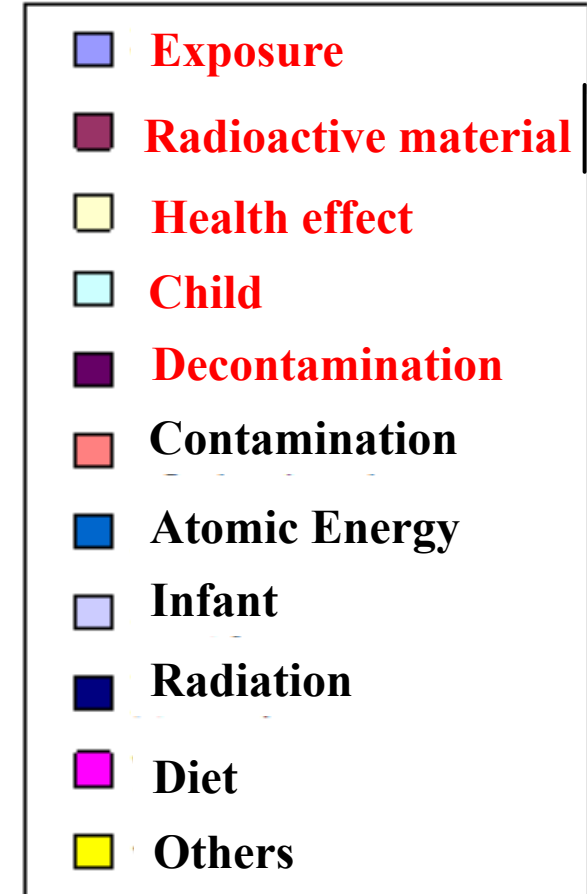 Exposure
Radioactive material
Health effect
Child
Decontamination
Contamination
Atomic Energy
Infant
Radiation
Diet
Others